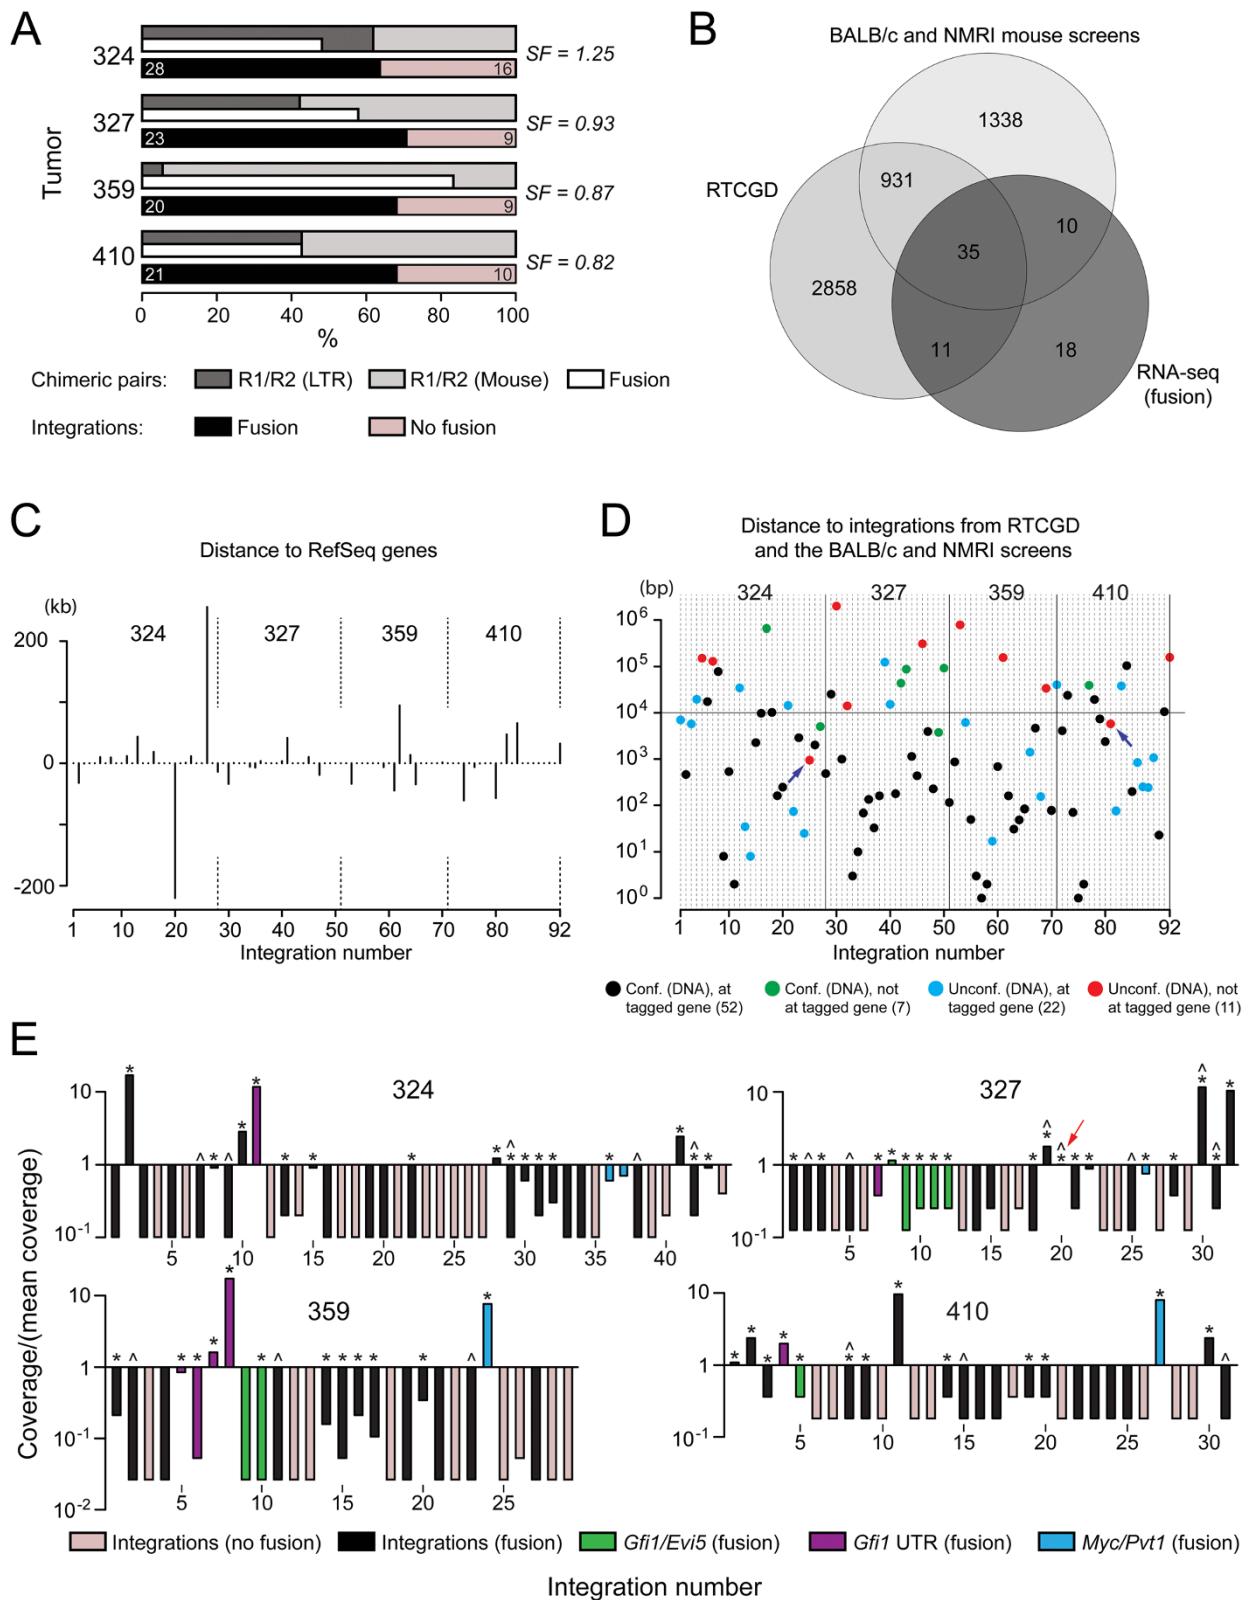 A
324
28
16
SF = 1.25
327
23
9
SF = 0.93
359
20
9
SF = 0.87
410
21
10
SF = 0.82
Tumor
0 20 40 60 80 100
%
Chimeric pairs: R1/R2 (LTR) R1/R2 (Mouse) Fusion
Integrations: Fusion No fusion
B
BALB/c and NMRI mouse screens
1338
RTCGD
931
10
35
2858
11
18
RNA-seq
(fusion)
C
Distance to RefSeq genes
(kb)
324 327 359 410
200
0
-200
1 10 20 30 40 50 60 70 80 92
Integration number
D
Distance to integrations from RTCGD
and the BALB/c and NMRI screens
(bp)
324 327 359 410
10^6
10^5
10^4
10^3
10^2
10^1
10^0
1 10 20 30 40 50 60 70 80 92
Integration number
Conf. (DNA), at
tagged gene (52)
Conf. (DNA), not
at tagged gene (7)
Unconf. (DNA), at
tagged gene (22)
Unconf. (DNA), not
at tagged gene (11)
E
Coverage/(mean coverage)
324
10
1
10^-1
5 10 15 20 25 30 35 40
327
10
1
10^-1
5 10 15 20 25 30
359
10
1
10^-1
10^-2
5 10 15 20 25
410
10
1
10^-1
5 10 15 20 25 30
Integrations (no fusion) Integrations (fusion) Gfi1/Evi5 (fusion) Gfi1 UTR (fusion) Myc/Pvt1 (fusion)
Integration number